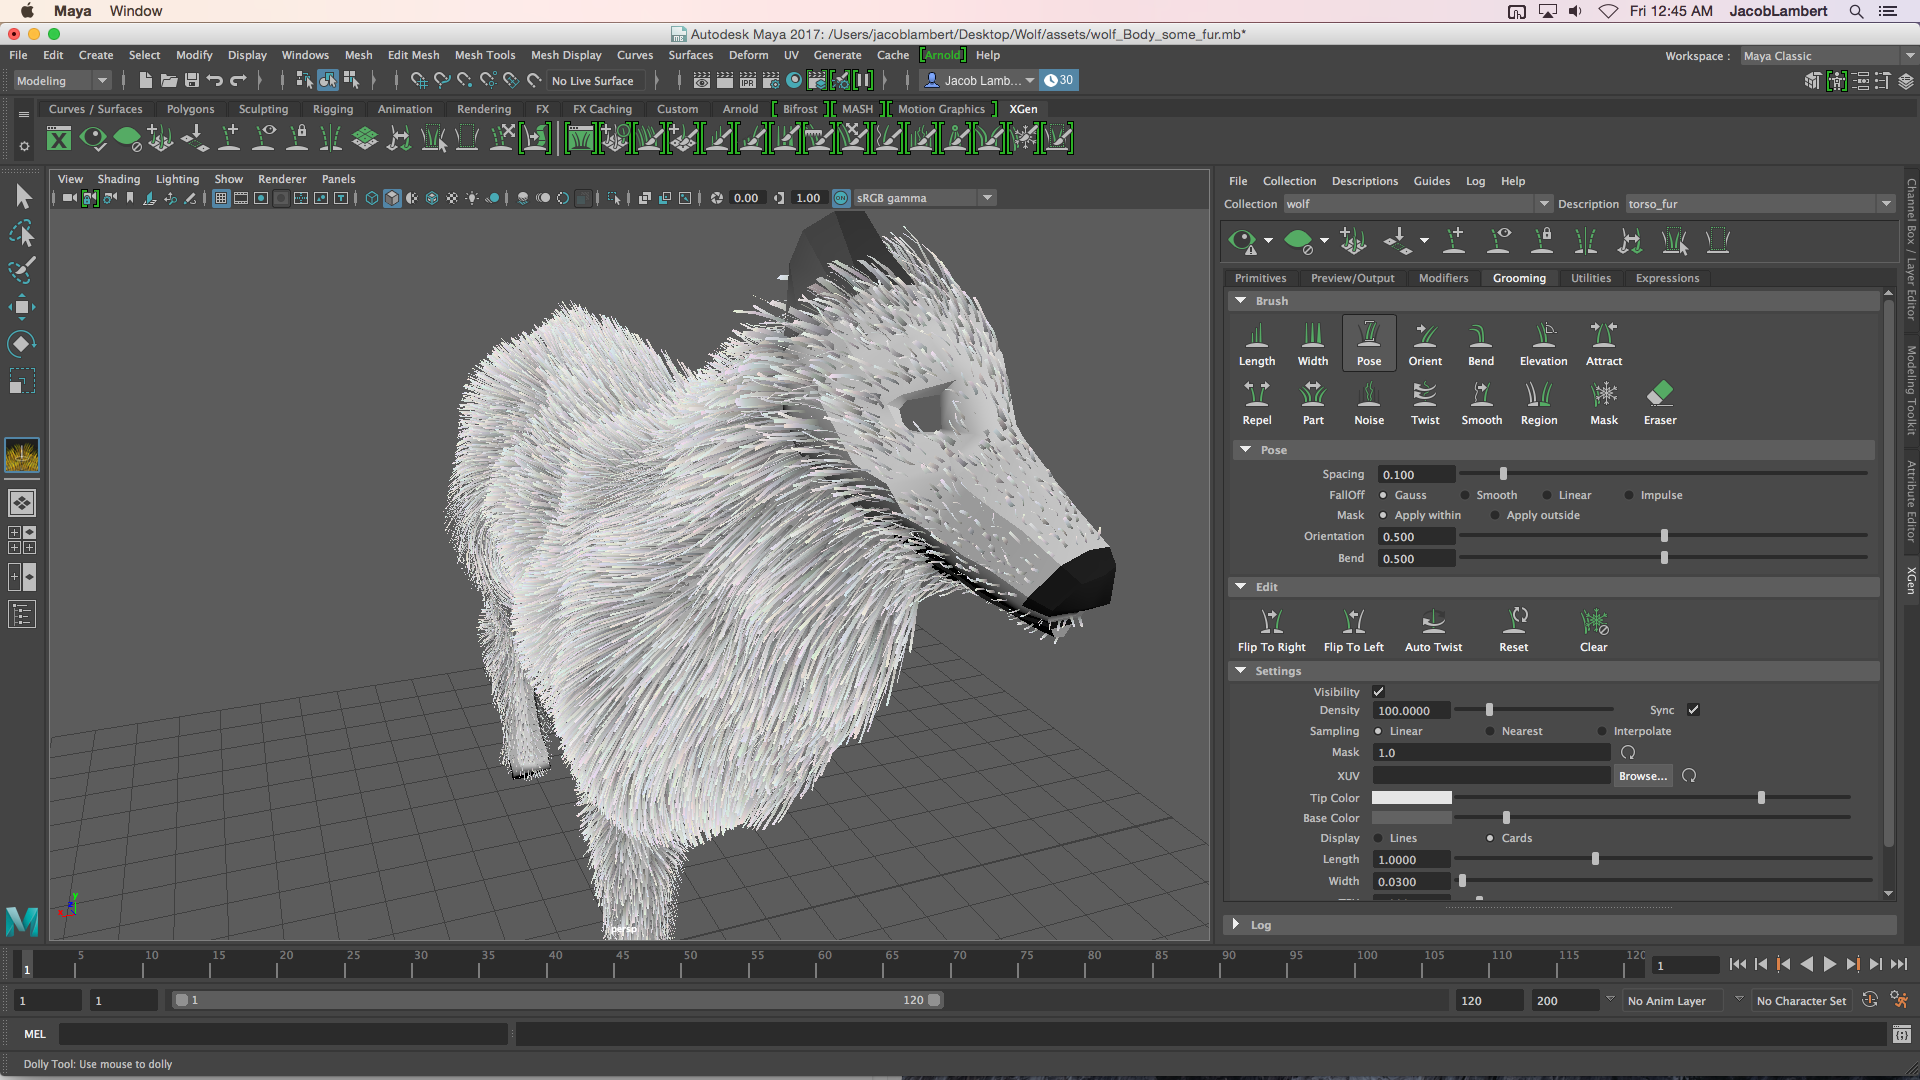 Maya Window
Fri 12:45 AM JacobLambert
Autodesk Maya 2017: /Users/jacoblambert/Desktop/Wolf/assets/wolf_Body_some_fur.mb*
File Edit Create Select Modify Display Windows Mesh Edit Mesh Mesh Tools Mesh Display Curves Surfaces Deform UV Generate Cache [Arnold] Help
Workspace : Maya Classic
Modeling No Live Surface IPR Jacob Lamb... 30
Curves / Surfaces Polygons Sculpting Rigging Animation Rendering FX FX Caching Custom Arnold Bifrost MASH Motion Graphics XGen
View Shading Lighting Show Renderer Panels
0.00 1.00 ON sRGB gamma
persp
File Collection Descriptions Guides Log Help
Collection wolf Description torso_fur
Primitives Preview/Output Modifiers Grooming Utilities Expressions
Brush
Length Width Pose Orient Bend Elevation Attract
Repel Part Noise Twist Smooth Region Mask Eraser
Pose
Spacing 0.100
FallOff Gauss Smooth Linear Impulse
Mask Apply within Apply outside
Orientation 0.500
Bend 0.500
Edit
Flip To Right Flip To Left Auto Twist Reset Clear
Settings
Visibility
Density 100.0000 Sync
Sampling Linear Nearest Interpolate
Mask 1.0
XUV Browse...
Tip Color
Base Color
Display Lines Cards
Length 1.0000
Width 0.0300
Log
Channel Box / Layer Editor
Modeling Toolkit
Attribute Editor
XGen
1 5 10 15 20 25 30 35 40 45 50 55 60 65 70 75 80 85 90 95 100 105 110 115 120 1
1 1 1 120 120 200 No Anim Layer No Character Set
MEL
Dolly Tool: Use mouse to dolly